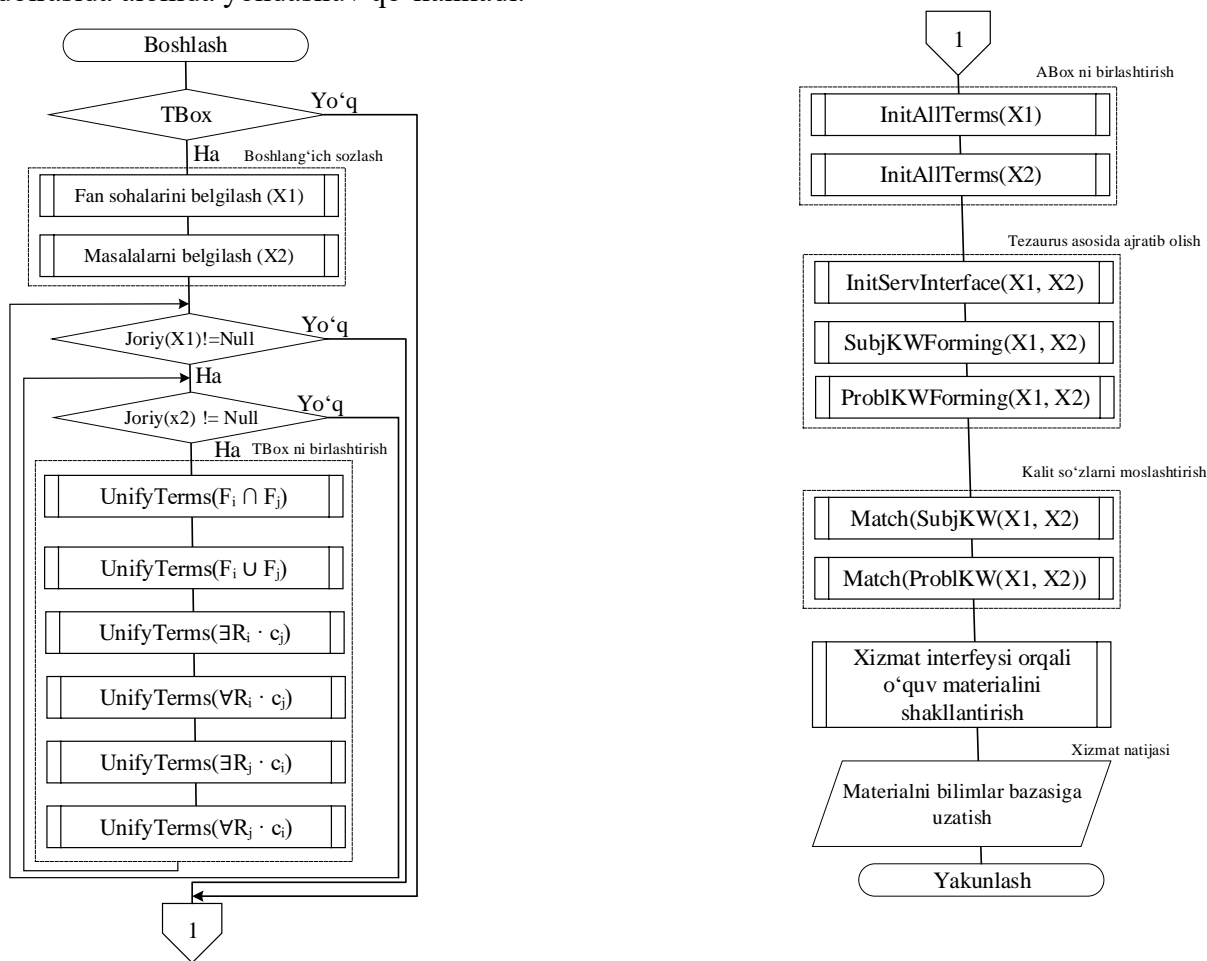 Boshlash
TBox
Yo‘q
Ha
Boshlang‘ich sozlash
Fan sohalarini belgilash (X1)
Masalalarni belgilash (X2)
Joriy(X1)!=Null
Yo‘q
Ha
Joriy(x2) != Null
Yo‘q
Ha
TBox ni birlashtirish
UnifyTerms(Fᵢ ∩ Fⱼ)
UnifyTerms(Fᵢ ∪ Fⱼ)
UnifyTerms(∃Rᵢ · cⱼ)
UnifyTerms(∀Rᵢ · cⱼ)
UnifyTerms(∃Rⱼ · cᵢ)
UnifyTerms(∀Rⱼ · cᵢ)
1
1
ABox ni birlashtirish
InitAllTerms(X1)
InitAllTerms(X2)
Tezaurus asosida ajratib olish
InitServInterface(X1, X2)
SubjKWForming(X1, X2)
ProblKWForming(X1, X2)
Kalit so‘zlarni moslashtirish
Match(SubjKW(X1, X2)
Match(ProblKW(X1, X2))
Xizmat interfeysi orqali
o‘quv materialini
shakllantirish
Xizmat natijasi
Materialni bilimlar bazasiga
uzatish
Yakunlash